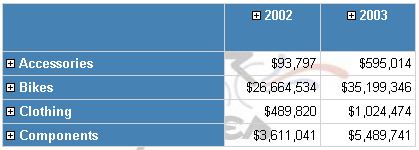 2002 2003
Accessories $93,797 $595,014
Bikes $26,664,534 $35,199,346
Clothing $489,820 $1,024,474
Components $3,611,041 $5,489,741